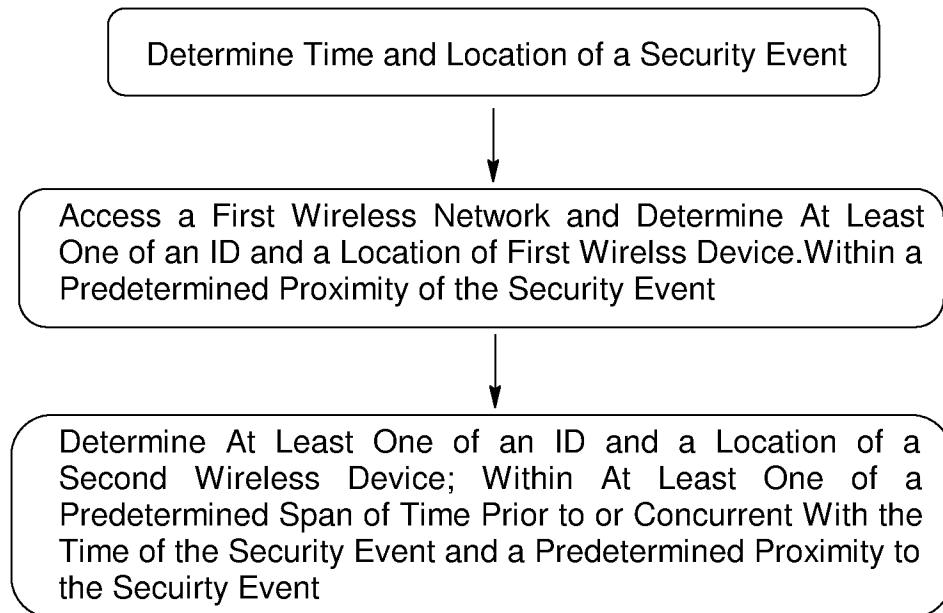 Determine Time and Location of a Security Event
Access a First Wireless Network and Determine At Least
One of an ID and a Location of First Wirelss Device.Within a
Predetermined Proximity of the Security Event
Determine At Least One of an ID and a Location of a
Second Wireless Device; Within At Least One of a
Predetermined Span of Time Prior to or Concurrent With the
Time of the Security Event and a Predetermined Proximity to
the Secuirty Event